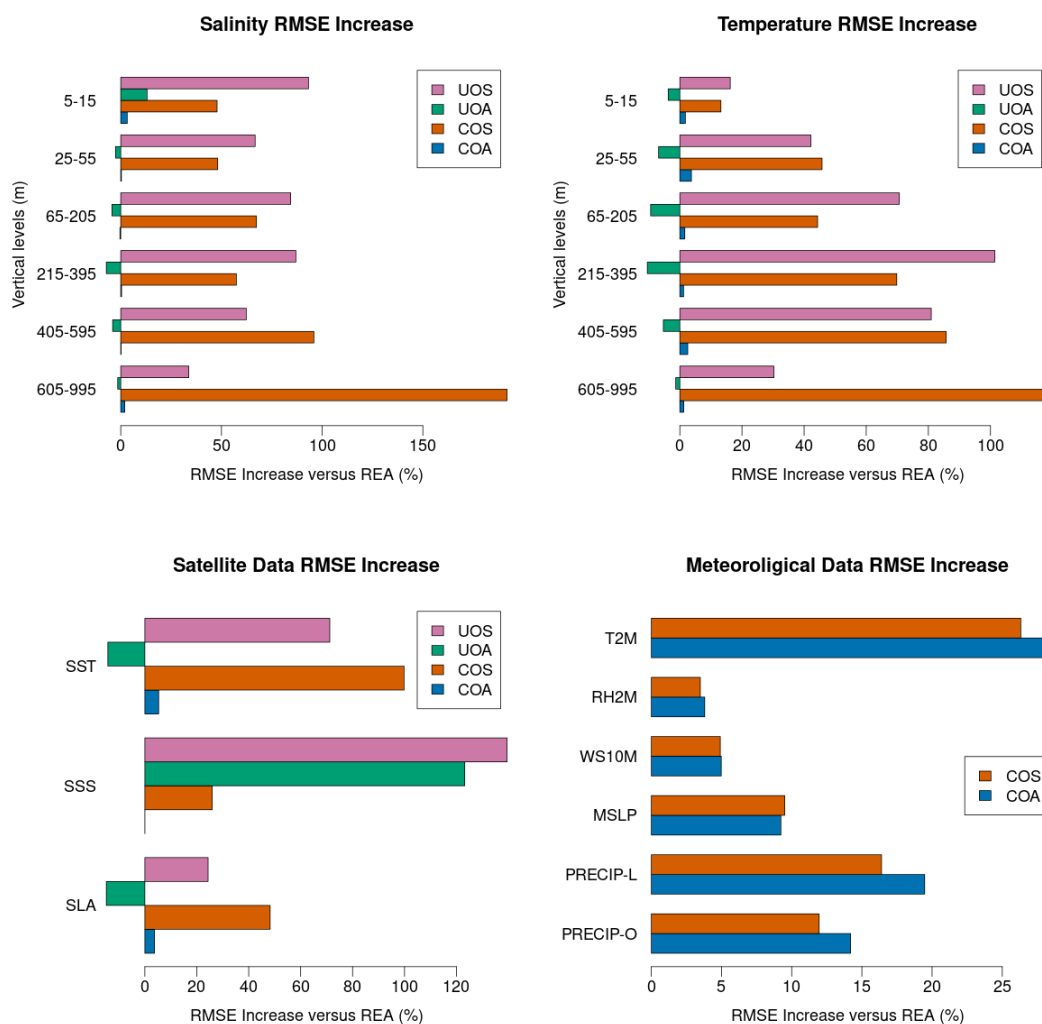 Salinity RMSE Increase
UOS
UOA
COS
COA
5-15
25-55
65-205
215-395
405-595
605-995
Vertical levels (m)
0 50 100 150
RMSE Increase versus REA (%)
Temperature RMSE Increase
UOS
UOA
COS
COA
5-15
25-55
65-205
215-395
405-595
605-995
Vertical levels (m)
0 20 40 60 80 100
RMSE Increase versus REA (%)
Satellite Data RMSE Increase
UOS
UOA
COS
COA
SST
SSS
SLA
0 20 40 60 80 100 120
RMSE Increase versus REA (%)
Meteoroligical Data RMSE Increase
T2M
RH2M
WS10M
MSLP
PRECIP-L
PRECIP-O
COS
COA
0 5 10 15 20 25
RMSE Increase versus REA (%)